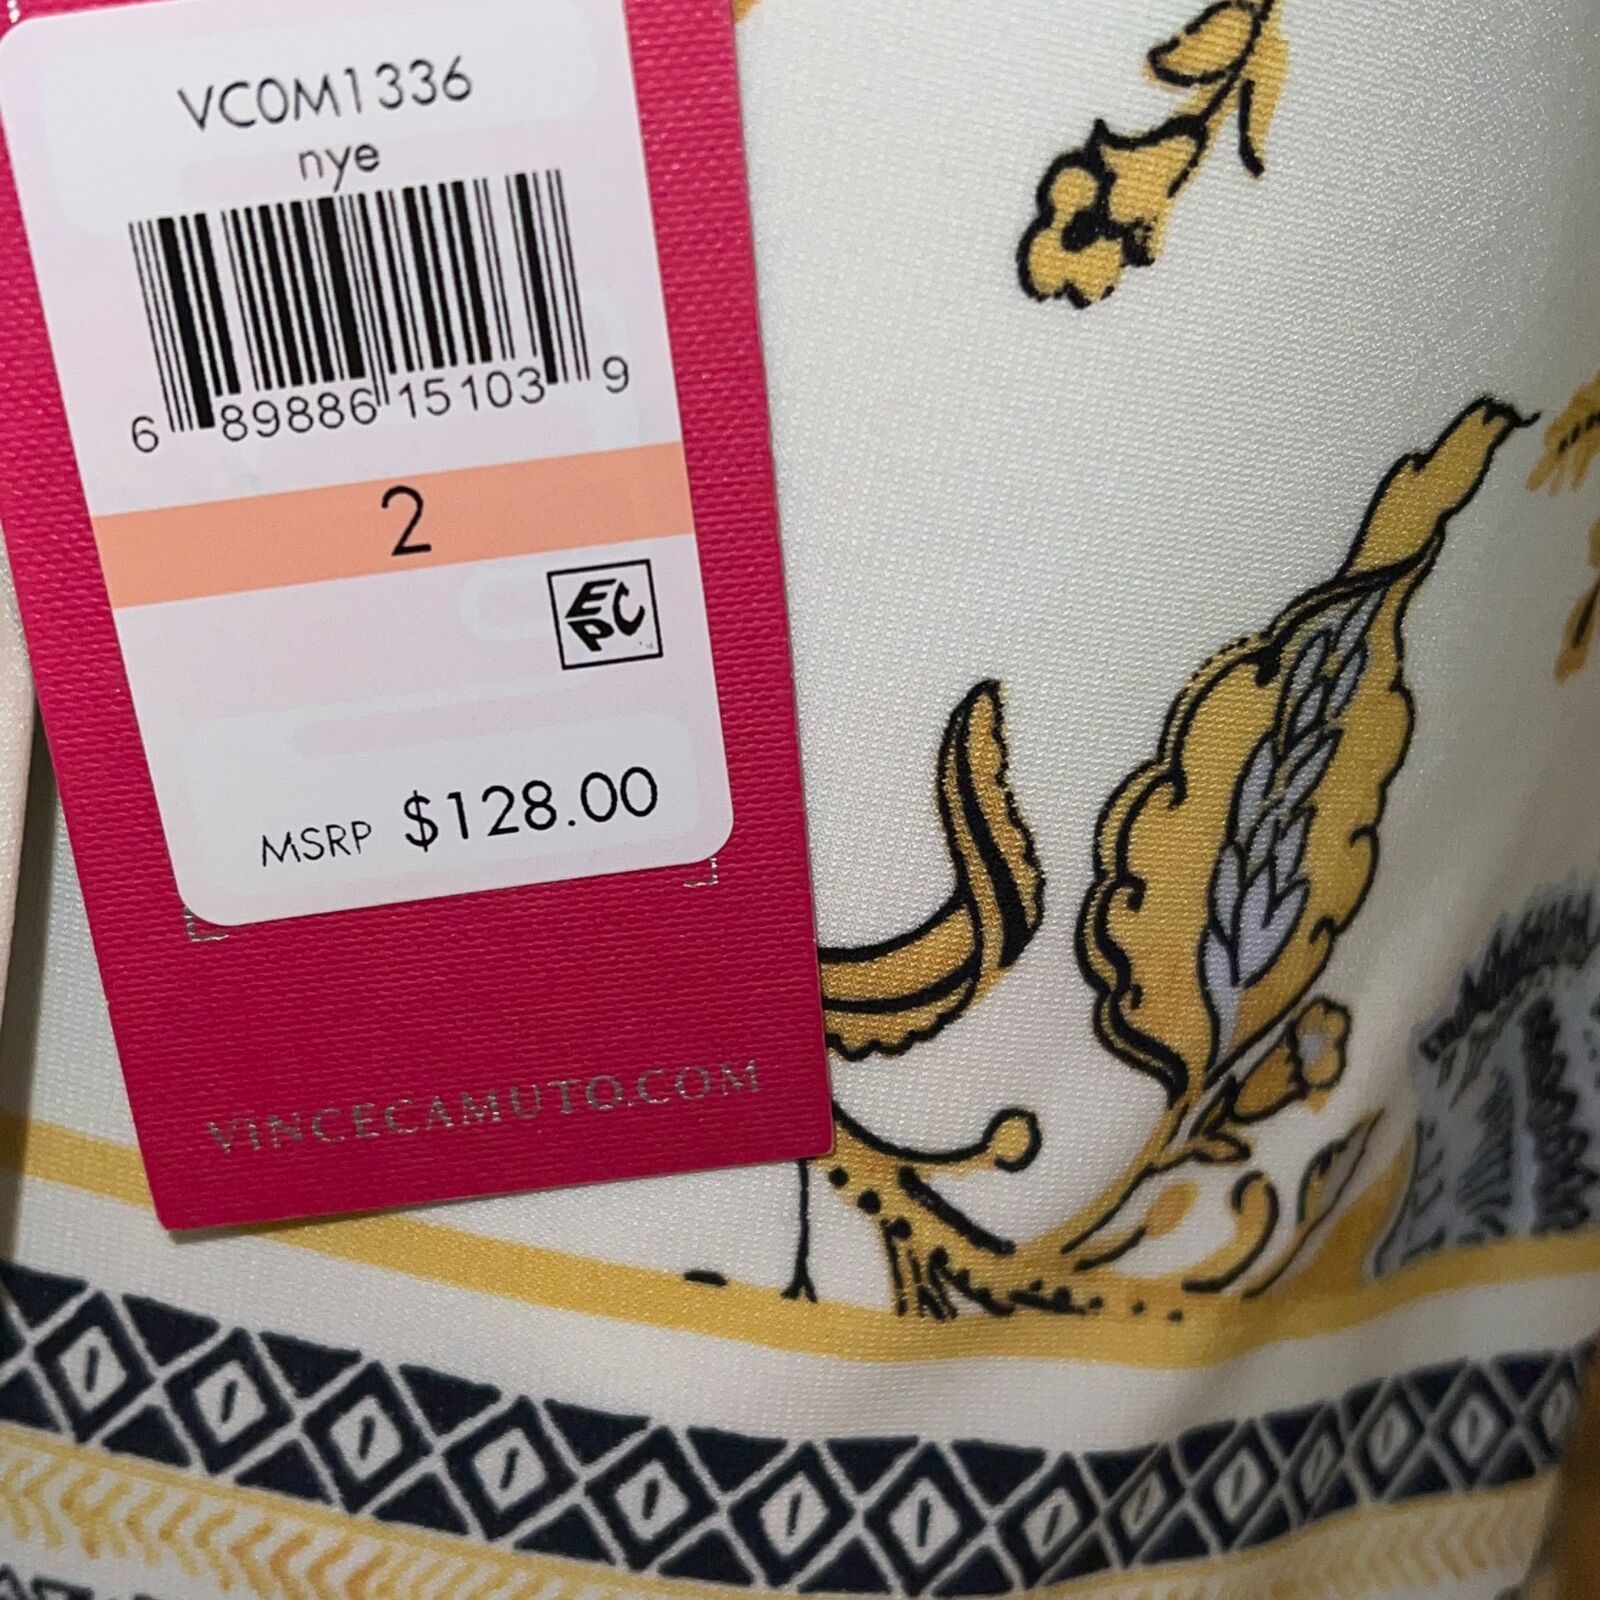 VC0M1336
nye
6 89886 15103 9
2
EPC
MSRP $128.00
VINCECAMUTO.COM